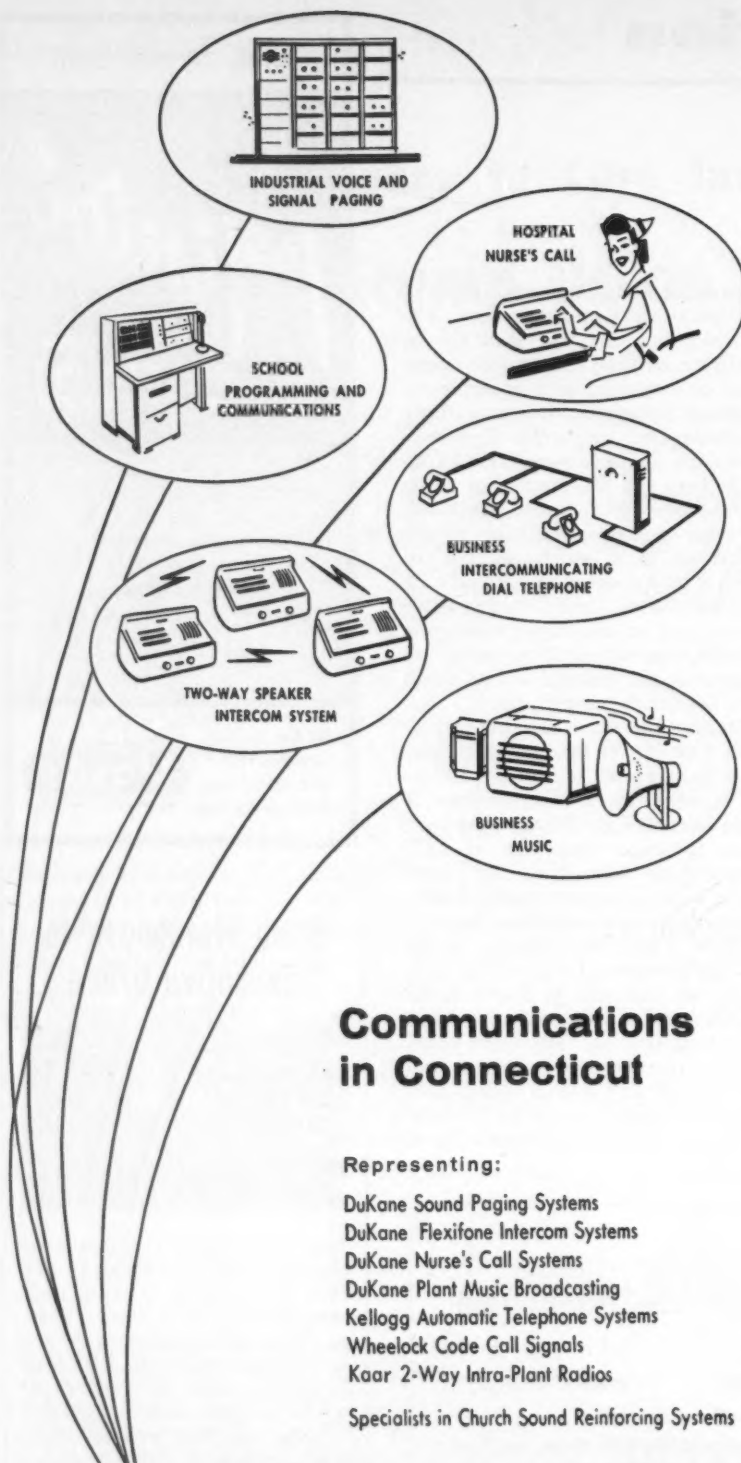 INDUSTRIAL VOICE AND
SIGNAL PAGING
HOSPITAL
NURSE'S CALL
SCHOOL
PROGRAMMING AND
COMMUNICATIONS
BUSINESS
INTERCOMMUNICATING
DIAL TELEPHONE
TWO-WAY SPEAKER
INTERCOM SYSTEM
BUSINESS
MUSIC
Communications
in Connecticut
Representing:
DuKane Sound Paging Systems
DuKane Flexifone Intercom Systems
DuKane Nurse's Call Systems
DuKane Plant Music Broadcasting
Kellogg Automatic Telephone Systems
Wheelock Code Call Signals
Kaar 2-Way Intra-Plant Radios
Specialists in Church Sound Reinforcing Systems